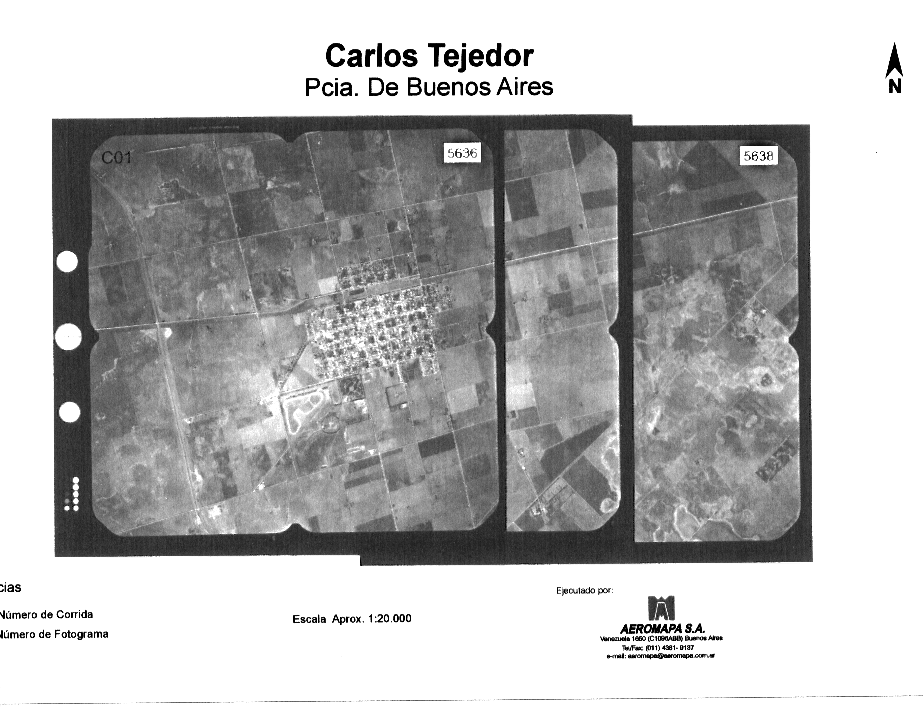 Carlos Tejedor
Pcia. De Buenos Aires
N
C01
5636
5638
cias
Número de Corrida
Número de Fotograma
Escala Aprox. 1:20.000
Ejecutado por:
AEROMAPA S.A.
Venezuela 1650 (C1096ABB) Buenos Aires
Te/Fax: (011) 4381- 9137
e-mail: aeromapa@aeromapa.com.ar